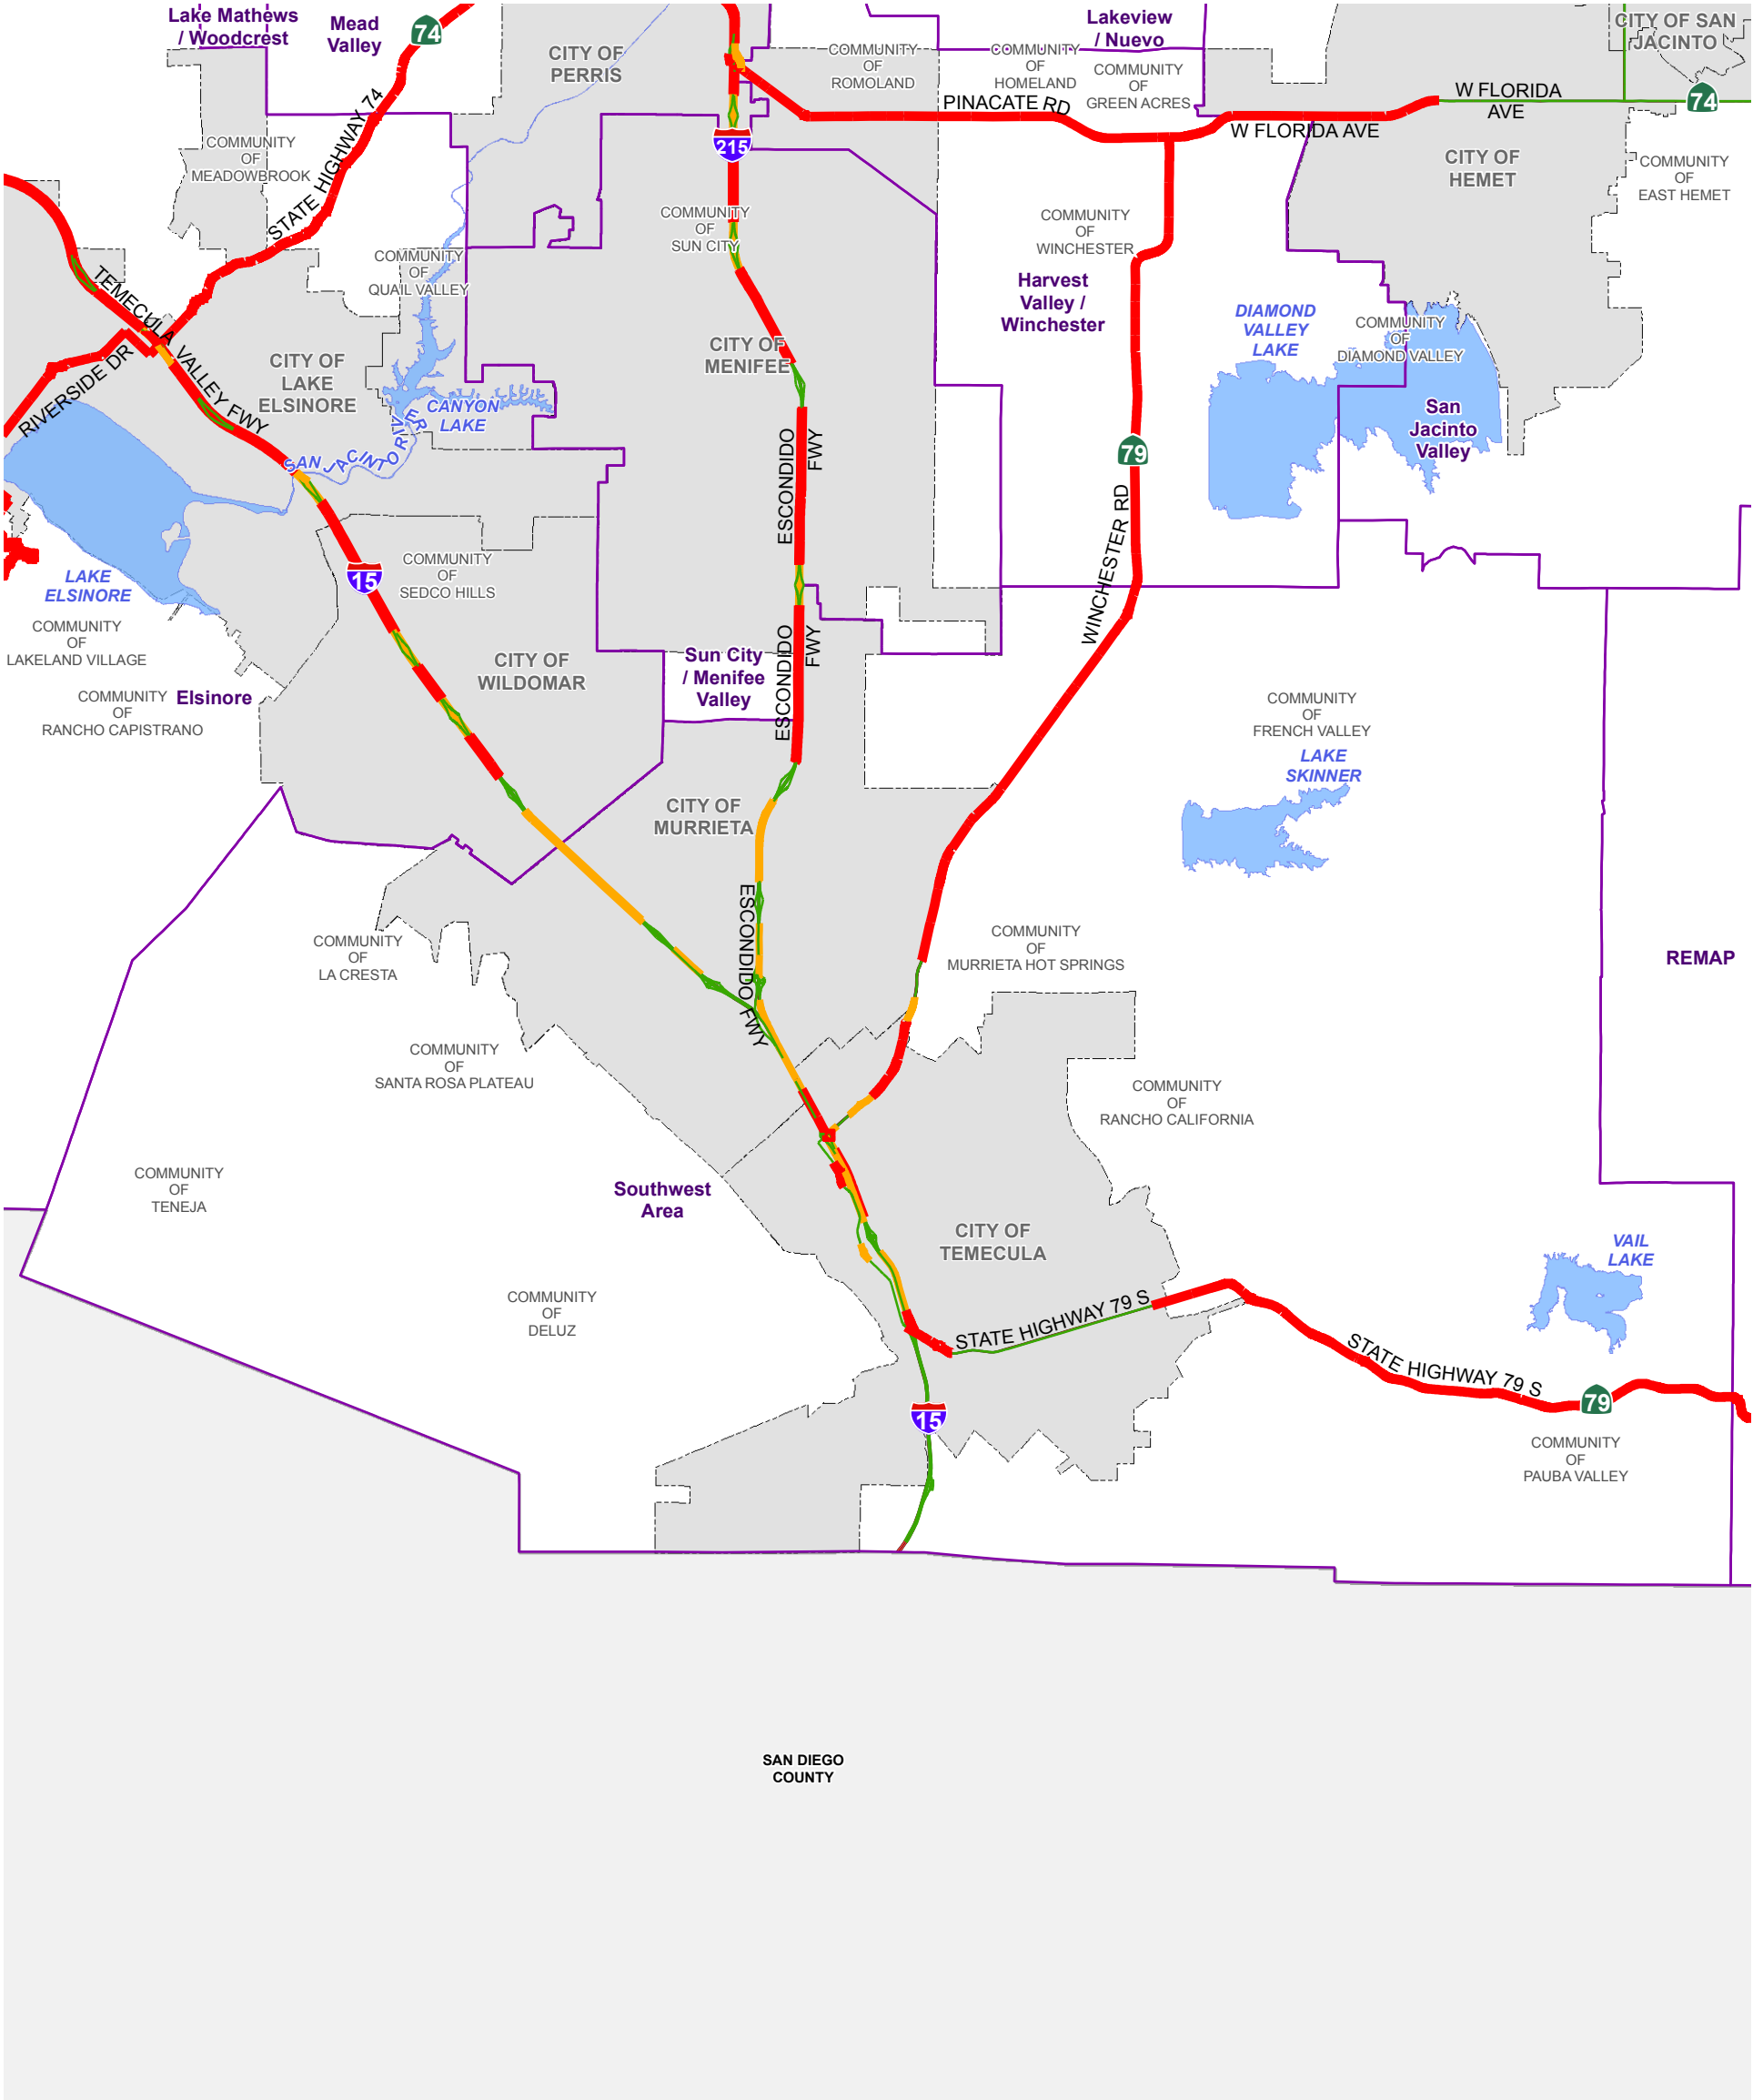 Lake Mathews
/ Woodcrest
Mead
Valley
74
CITY OF
PERRIS
COMMUNITY
OF
ROMOLAND
COMMUNITY
OF
HOMELAND
Lakeview
/ Nuevo
COMMUNITY
OF
GREEN ACRES
CITY OF SAN
JACINTO
W FLORIDA
AVE
74
PINACATE RD
W FLORIDA AVE
215
COMMUNITY
OF
MEADOWBROOK
STATE HIGHWAY 74
CITY OF
HEMET
COMMUNITY
OF
EAST HEMET
COMMUNITY
OF
SUN CITY
COMMUNITY
OF
WINCHESTER
COMMUNITY
OF
QUAIL VALLEY
Harvest
Valley /
Winchester
DIAMOND
VALLEY
LAKE
COMMUNITY
OF
DIAMOND VALLEY
TEMECULA VALLEY FWY
RIVERSIDE DR
CITY OF
LAKE
ELSINORE
CITY OF
MENIFEE
CANYON
LAKE
SAN JACINTO RIVER
San
Jacinto
Valley
ESCONDIDO
FWY
79
WINCHESTER RD
15
COMMUNITY
OF
SEDCO HILLS
LAKE
ELSINORE
COMMUNITY
OF
LAKELAND VILLAGE
COMMUNITY
OF
RANCHO CAPISTRANO
Elsinore
CITY OF
WILDOMAR
Sun City
/ Menifee
Valley
ESCONDIDO
FWY
COMMUNITY
OF
FRENCH VALLEY
LAKE
SKINNER
CITY OF
MURRIETA
ESCONDIDO FWY
COMMUNITY
OF
LA CRESTA
COMMUNITY
OF
MURRIETA HOT SPRINGS
REMAP
COMMUNITY
OF
SANTA ROSA PLATEAU
COMMUNITY
OF
RANCHO CALIFORNIA
COMMUNITY
OF
TENEJA
Southwest
Area
CITY OF
TEMECULA
VAIL
LAKE
COMMUNITY
OF
DELUZ
STATE HIGHWAY 79 S
STATE HIGHWAY 79 S
79
15
COMMUNITY
OF
PAUBA VALLEY
SAN DIEGO
COUNTY